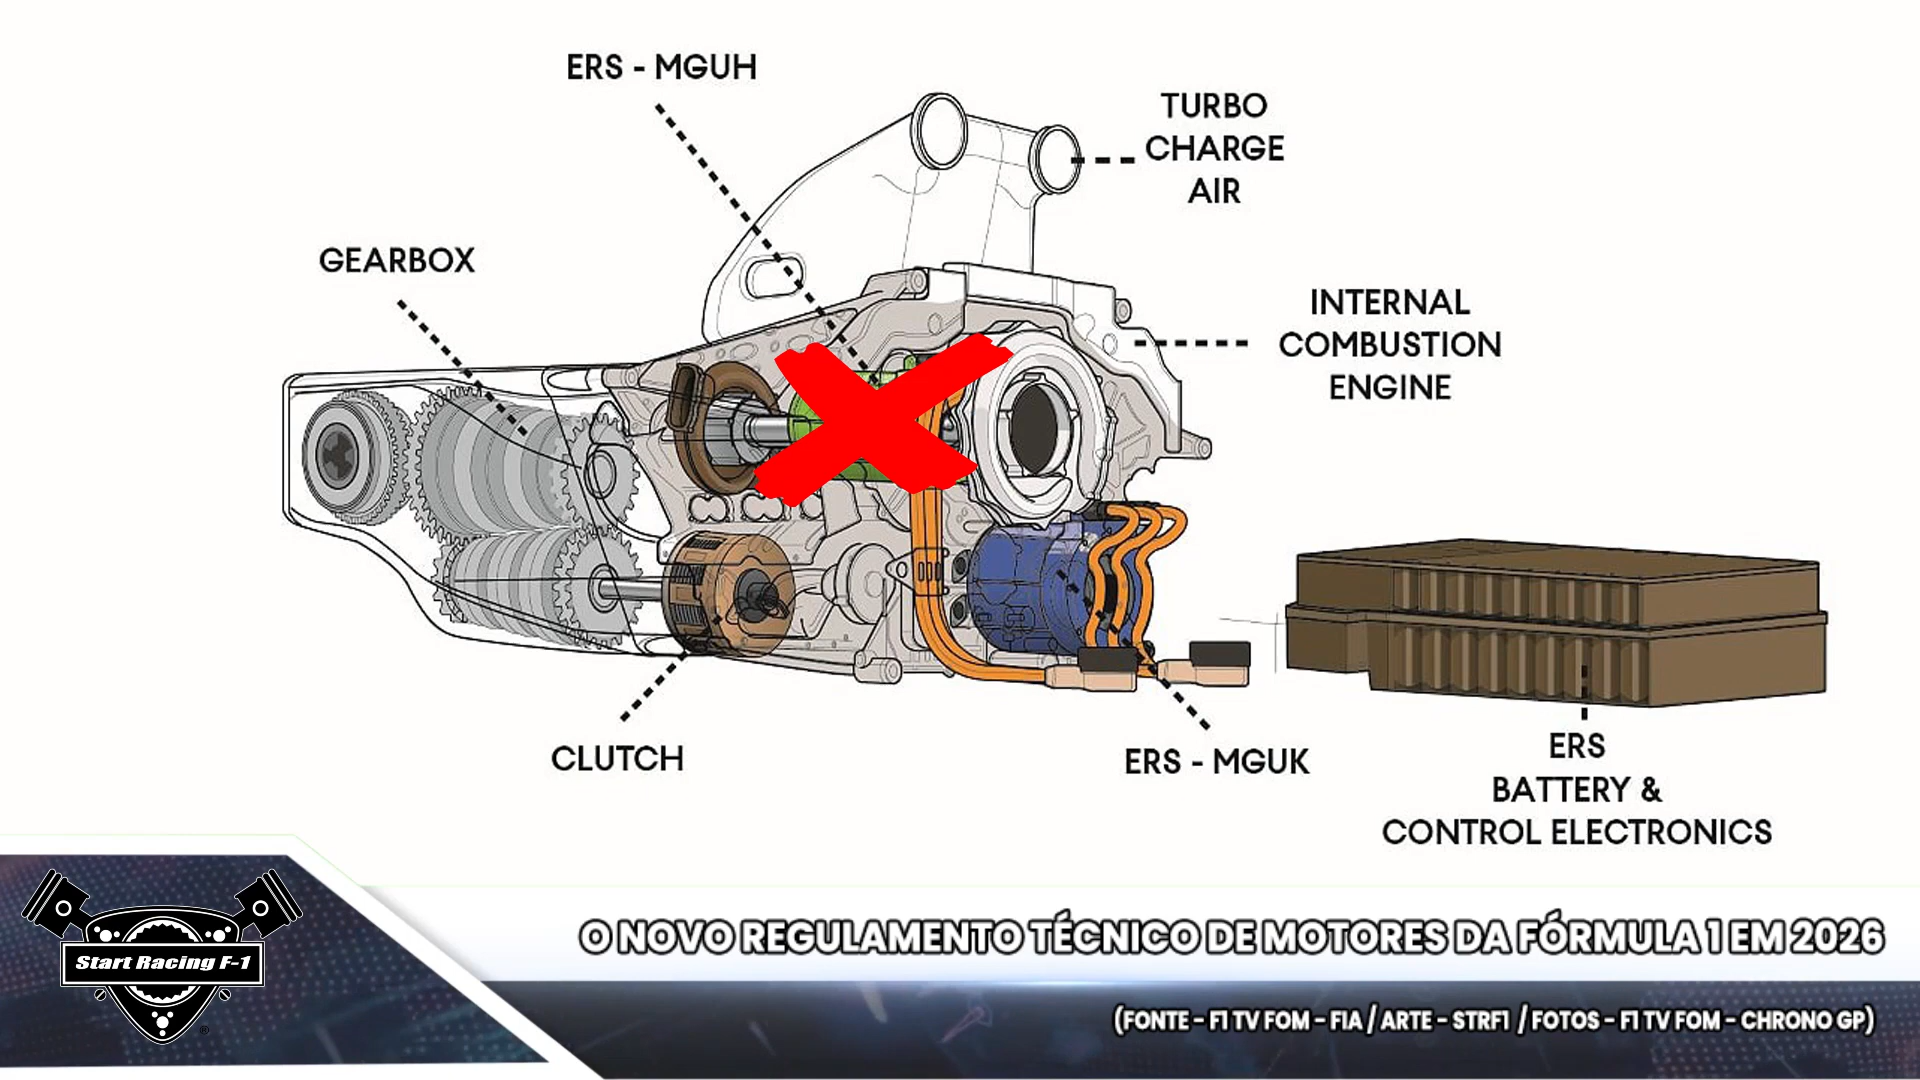 ERS - MGUH
TURBO
CHARGE
AIR
GEARBOX
INTERNAL
COMBUSTION
ENGINE
CLUTCH
ERS - MGUK
ERS
BATTERY &
CONTROL ELECTRONICS
O NOVO REGULAMENTO TÉCNICO DE MOTORES DA FÓRMULA 1 EM 2026
Start Racing F-1
®
(FONTE - F1 TV FOM - FIA / ARTE - STRF1 / FOTOS - F1 TV FOM - CHRONO GP)